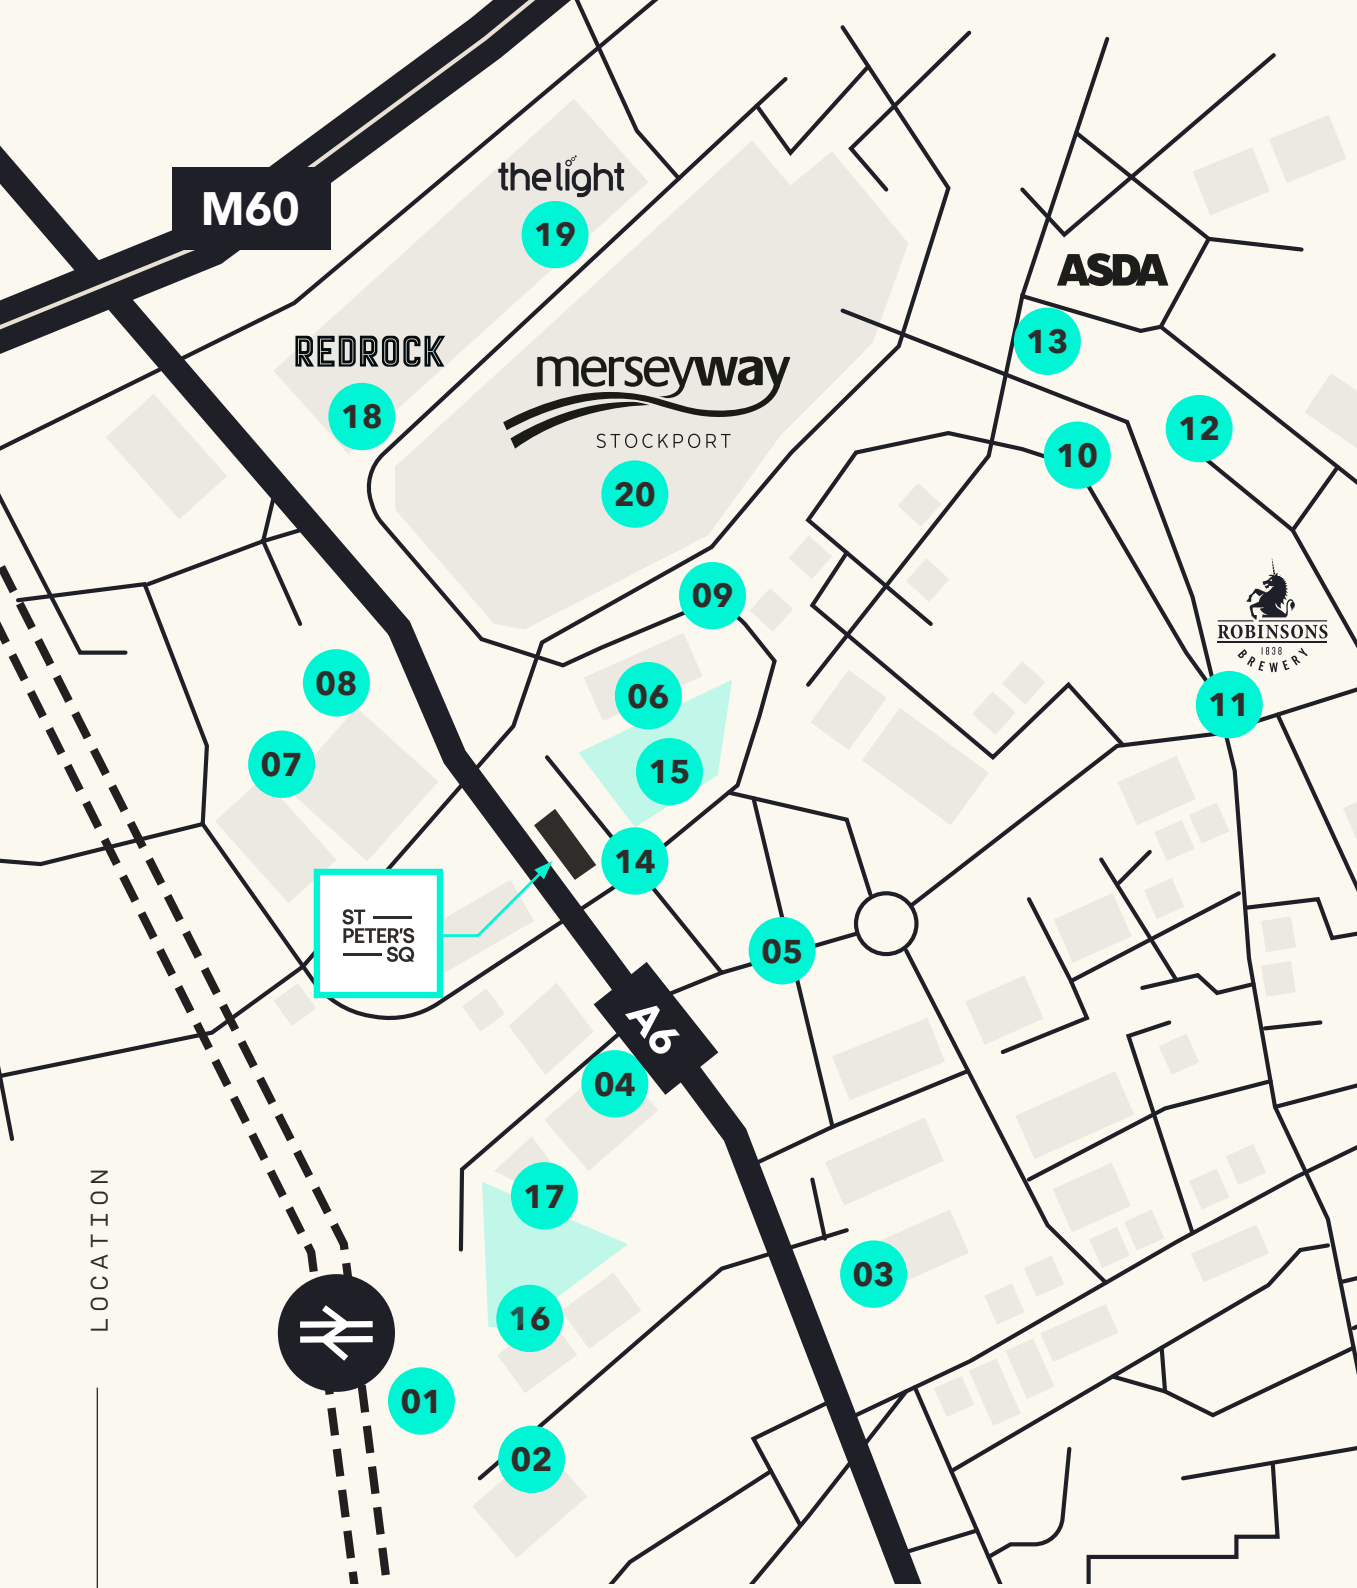 the light
19
M60
ASDA
REDROCK
13
merseyway
STOCKPORT
18
12
10
20
09
ROBINSONS
1838
BREWERY
08
06
11
07
15
14
ST
PETER'S
SQ
05
A6
04
17
LOCATION
03
16
01
02